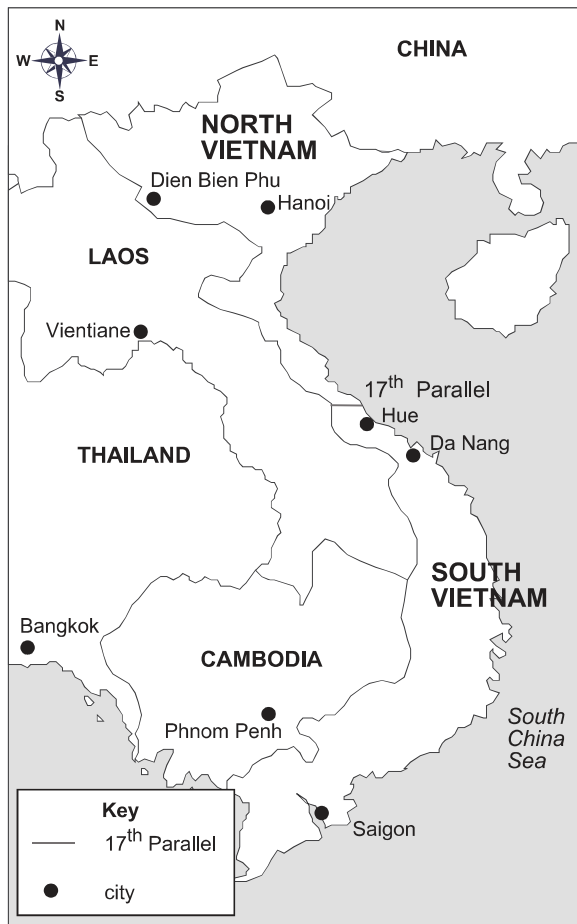 N
W E
S
CHINA
NORTH
VIETNAM
Dien Bien Phu
Hanoi
LAOS
Vientiane
17th Parallel
Hue
Da Nang
THAILAND
SOUTH
VIETNAM
Bangkok
CAMBODIA
Phnom Penh
South
China
Sea
Saigon
Key
17th Parallel
city